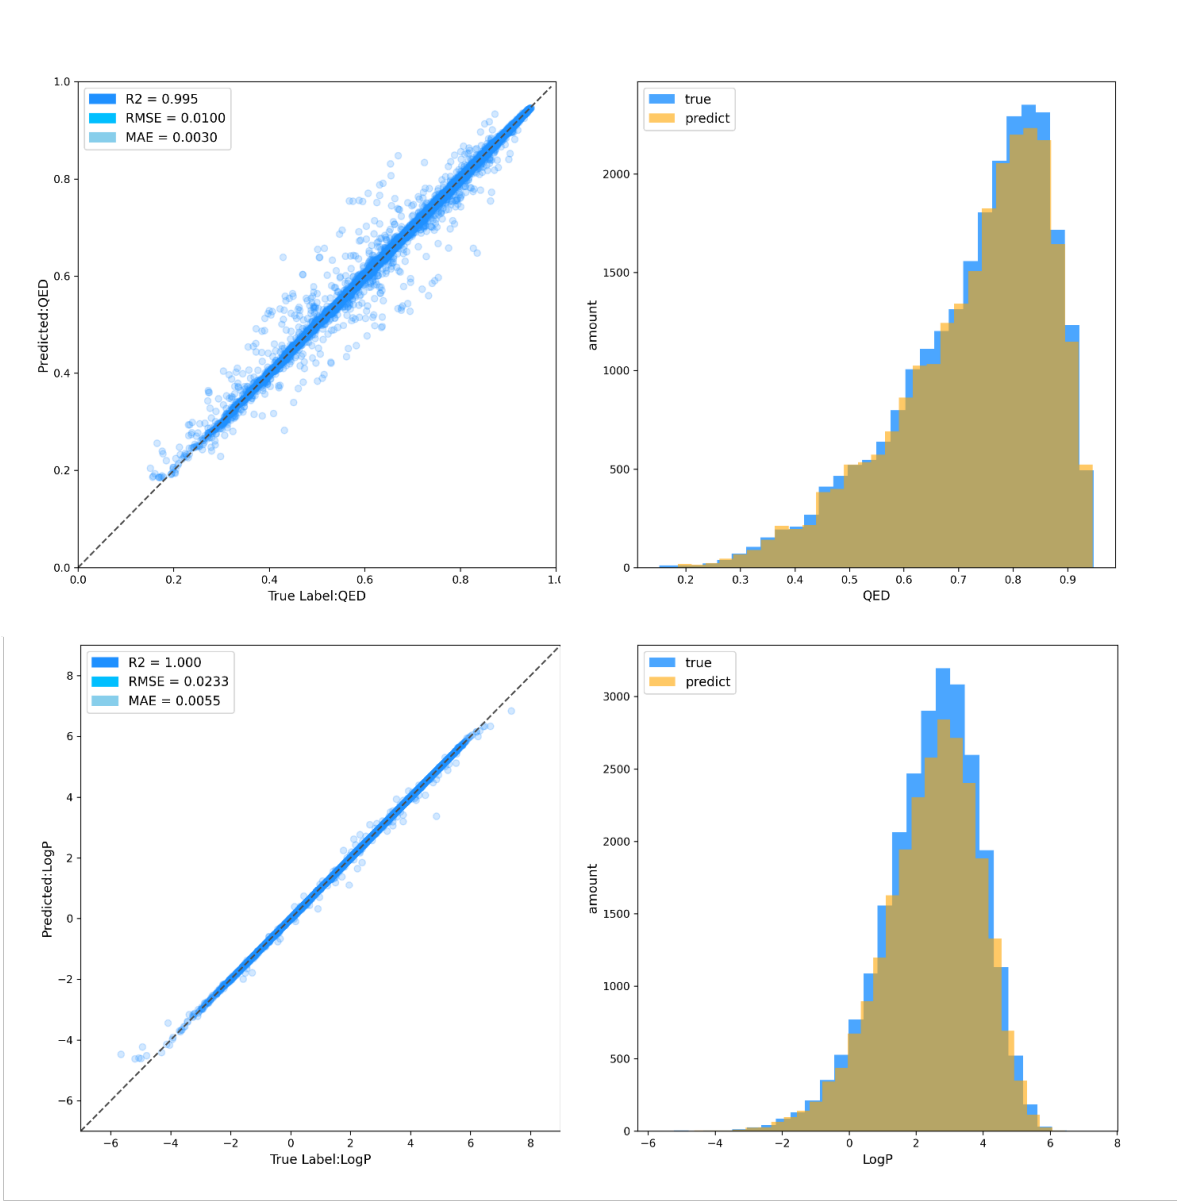 R2 = 0.995
RMSE = 0.0100
MAE = 0.0030
1.0
0.8
0.6
0.4
0.2
0.0
Predicted:QED
0.0 0.2 0.4 0.6 0.8
True Label:QED
true
predict
2000
1500
1000
500
0
amount
0.2 0.3 0.4 0.5 0.6 0.7 0.8 0.9
QED
R2 = 1.000
RMSE = 0.0233
MAE = 0.0055
8
6
4
2
0
−2
−4
−6
Predicted:LogP
−6 −4 −2 0 2 4 6 8
True Label:LogP
true
predict
3000
2500
2000
1500
1000
500
0
amount
−6 −4 −2 0 2 4 6 8
LogP